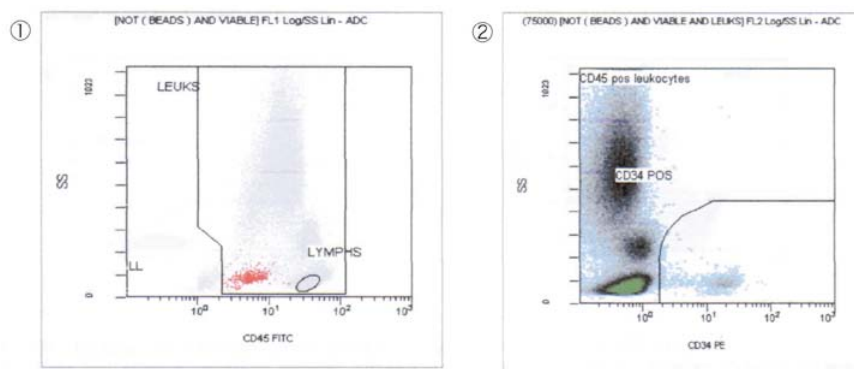 ①
[NOT ( BEADS ) AND VIABLE] FL1 Log/SS Lin - ADC
1023
LEUKS
SS
LYMPHS
LL
0
10⁰ 10¹ 10² 10³
CD45 FITC
②
(75000) [NOT ( BEADS ) AND VIABLE AND LEUKS] FL2 Log/SS Lin - ADC
1023
CD45 pos leukocytes
CD34 POS
SS
0
10⁰ 10¹ 10² 10³
CD34 PE